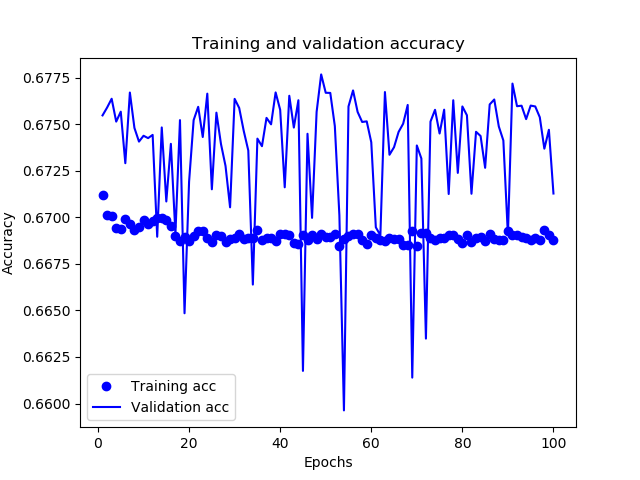 Training and validation accuracy
0.6775
0.6750
0.6725
0.6700
0.6675
0.6650
0.6625
0.6600
Accuracy
Training acc
Validation acc
0 20 40 60 80 100
Epochs